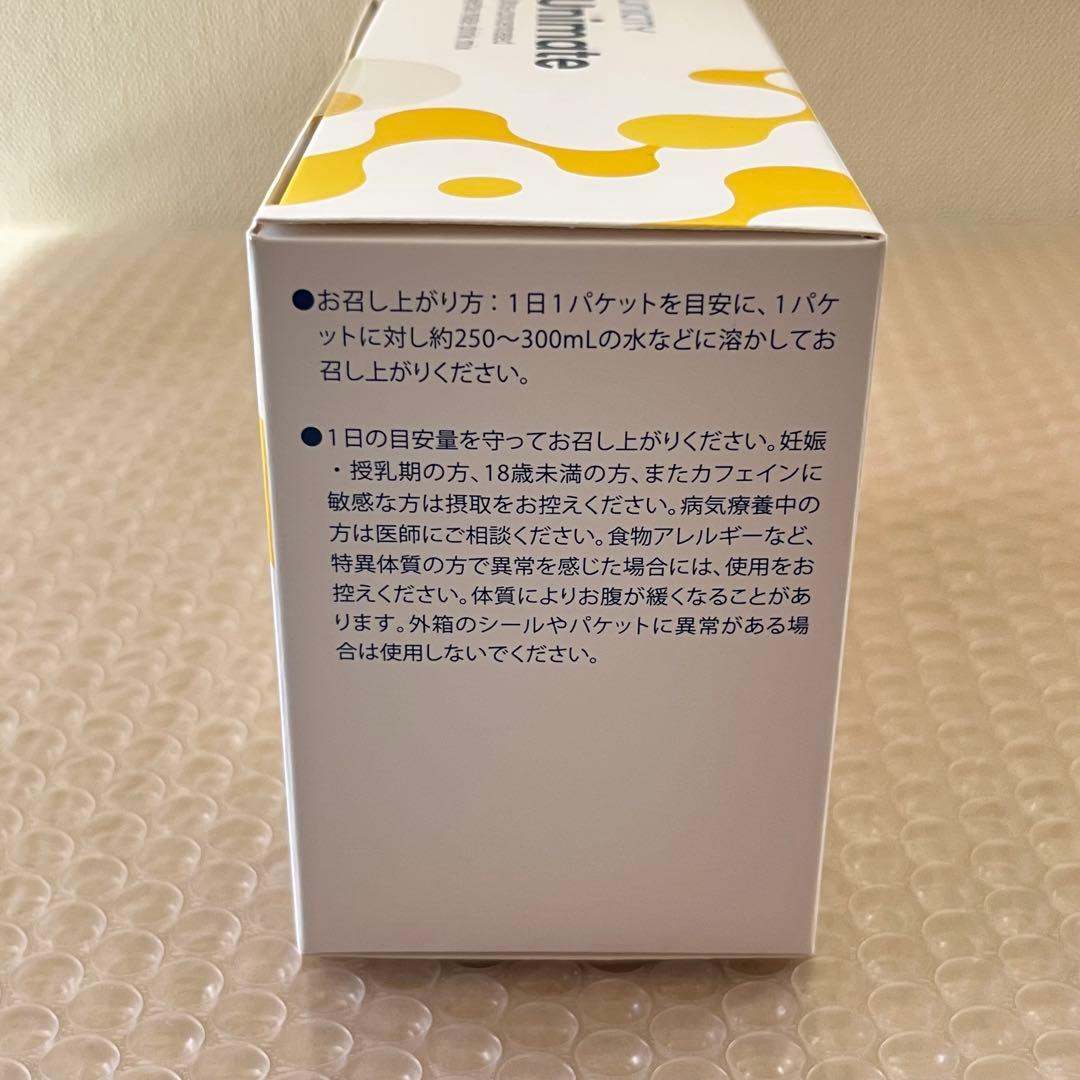 Unimate
●お召し上がり方：1日1パケットを目安に、1パケ
ットに対し約250〜300mLの水などに溶かしてお
召し上がりください。
●1日の目安量を守ってお召し上がりください。妊娠
・授乳期の方、18歳未満の方、またカフェインに
敏感な方は摂取をお控えください。病気療養中の
方は医師にご相談ください。食物アレルギーなど、
特異体質の方で異常を感じた場合には、使用をお
控えください。体質によりお腹が緩くなることがあ
ります。外箱のシールやパケットに異常がある場
合は使用しないでください。